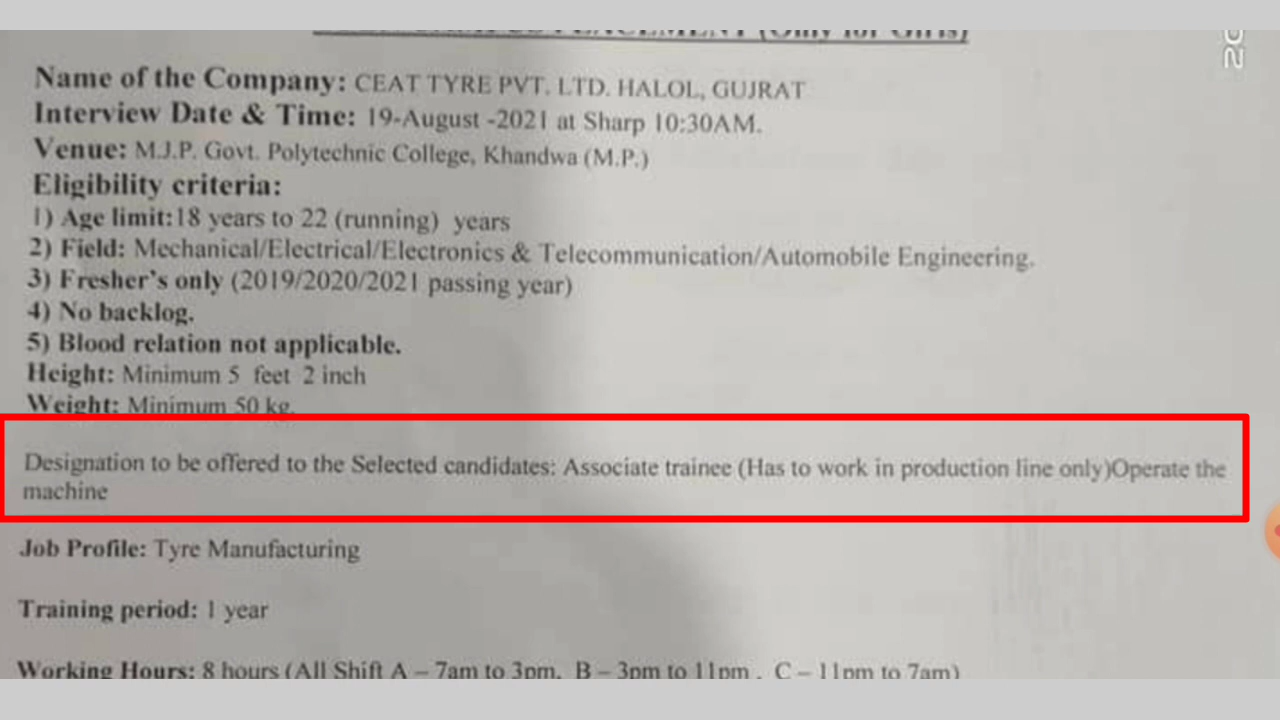 PLACEMENT (Only for Girls)
Name of the Company: CEAT TYRE PVT. LTD. HALOL, GUJRAT
Interview Date & Time: 19-August -2021 at Sharp 10:30AM.
Venue: M.J.P. Govt. Polytechnic College, Khandwa (M.P.)
Eligibility criteria:
1) Age limit:18 years to 22 (running) years
2) Field: Mechanical/Electrical/Electronics & Telecommunication/Automobile Engineering.
3) Fresher's only (2019/2020/2021 passing year)
4) No backlog.
5) Blood relation not applicable.
Height: Minimum 5 feet 2 inch
Weight: Minimum 50 kg.
Designation to be offered to the Selected candidates: Associate trainee (Has to work in production line only)Operate the
machine
Job Profile: Tyre Manufacturing
Training period: 1 year
Working Hours: 8 hours (All Shift A – 7am to 3pm, B – 3pm to 11pm , C – 11pm to 7am)